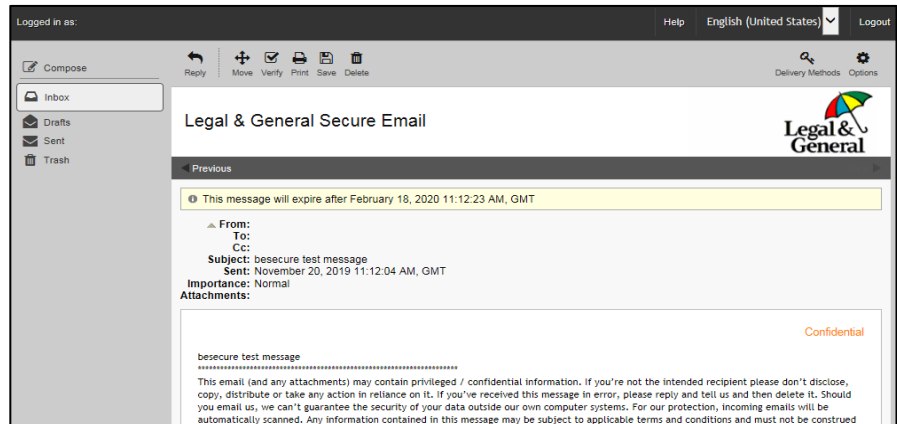 Logged in as:
Help
English (United States)
Logout
Compose
Inbox
Drafts
Sent
Trash
Reply
Move
Verify
Print
Save
Delete
Delivery Methods
Options
Legal & General Secure Email
Legal &
General
Previous
This message will expire after February 18, 2020 11:12:23 AM, GMT
From:
To:
Cc:
Subject: besecure test message
Sent: November 20, 2019 11:12:04 AM, GMT
Importance: Normal
Attachments:
Confidential
besecure test message
This email (and any attachments) may contain privileged / confidential information. If you're not the intended recipient please don't disclose,
copy, distribute or take any action in reliance on it. If you've received this message in error, please reply and tell us and then delete it. Should
you email us, we can't guarantee the security of your data outside our own computer systems. For our protection, incoming emails will be
automatically scanned. Any information contained in this message may be subject to applicable terms and conditions and must not be construed